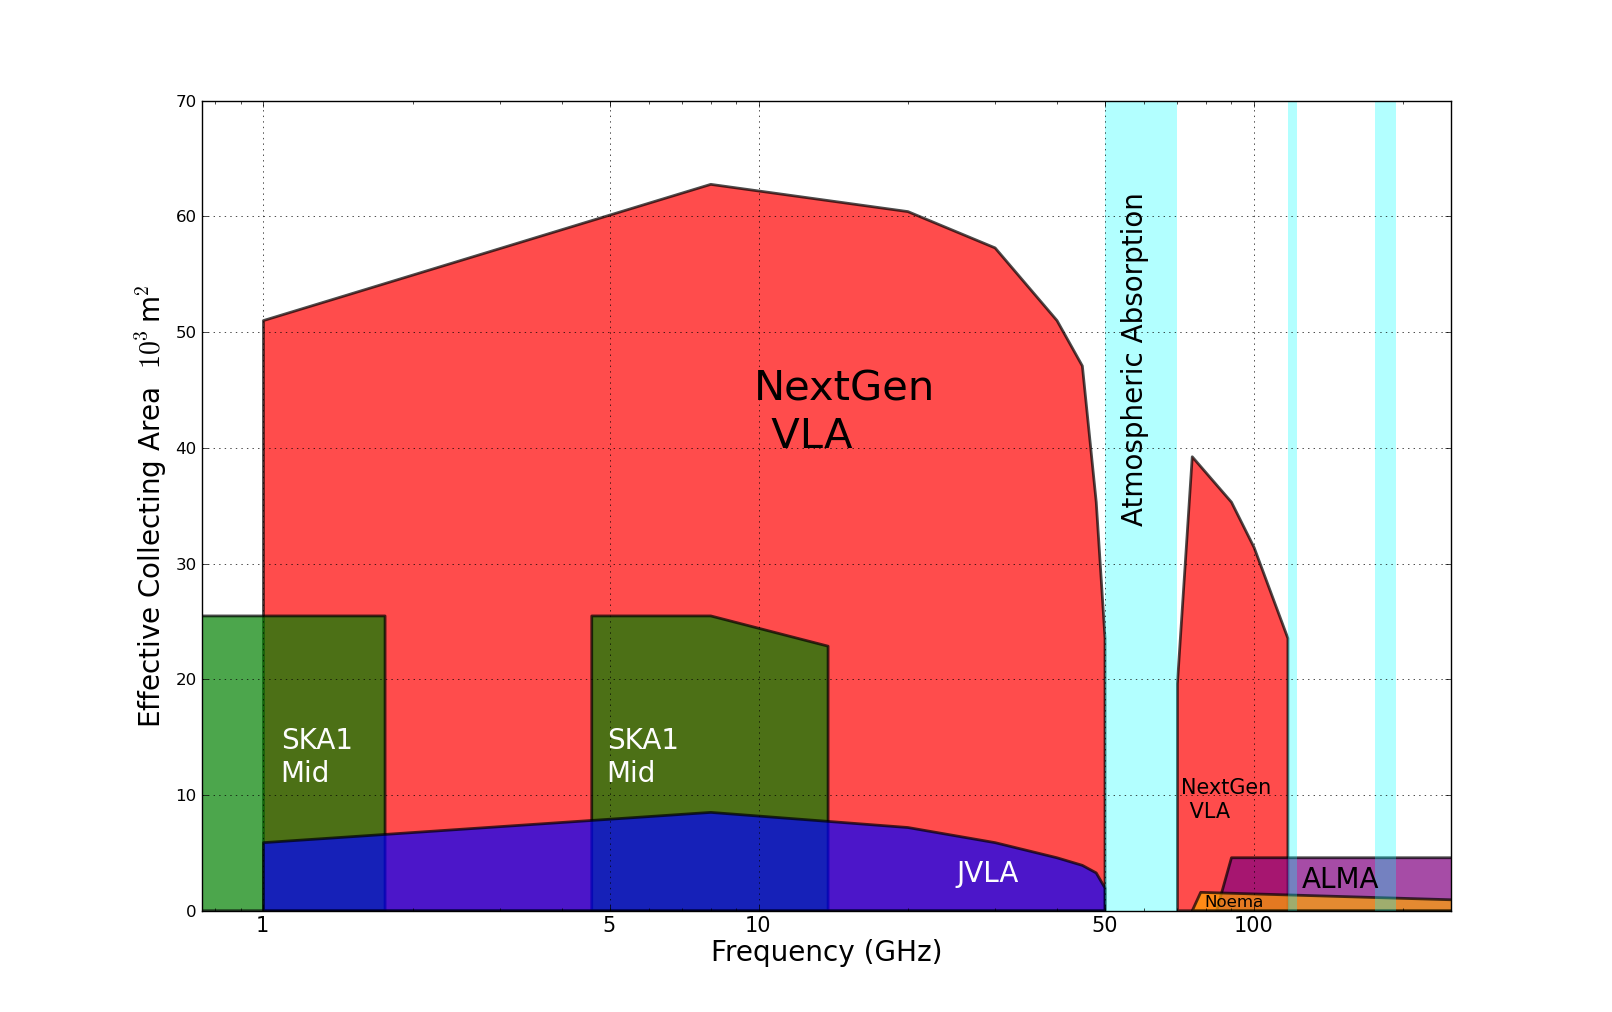 70
60
50
40
30
20
10
0
Effective Collecting Area 10³ m²
NextGen
VLA
Atmospheric Absorption
SKA1
Mid
SKA1
Mid
JVLA
NextGen
VLA
ALMA
Noema
1 5 10 50 100
Frequency (GHz)